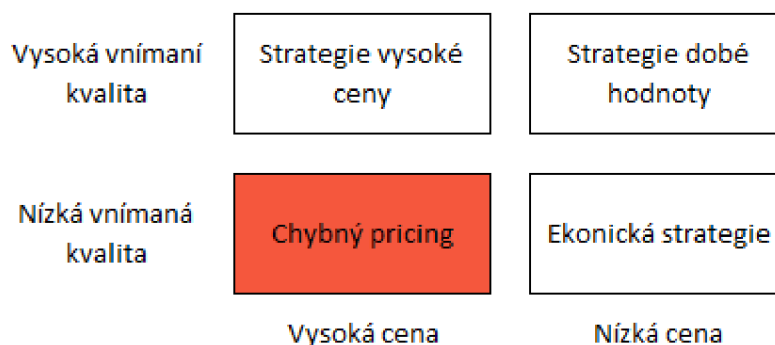 Vysoká vnímaní
kvalita
Strategie vysoké
ceny
Strategie dobé
hodnoty
Nízká vnímaná
kvalita
Chybný pricing
Ekonická strategie
Vysoká cena
Nízká cena